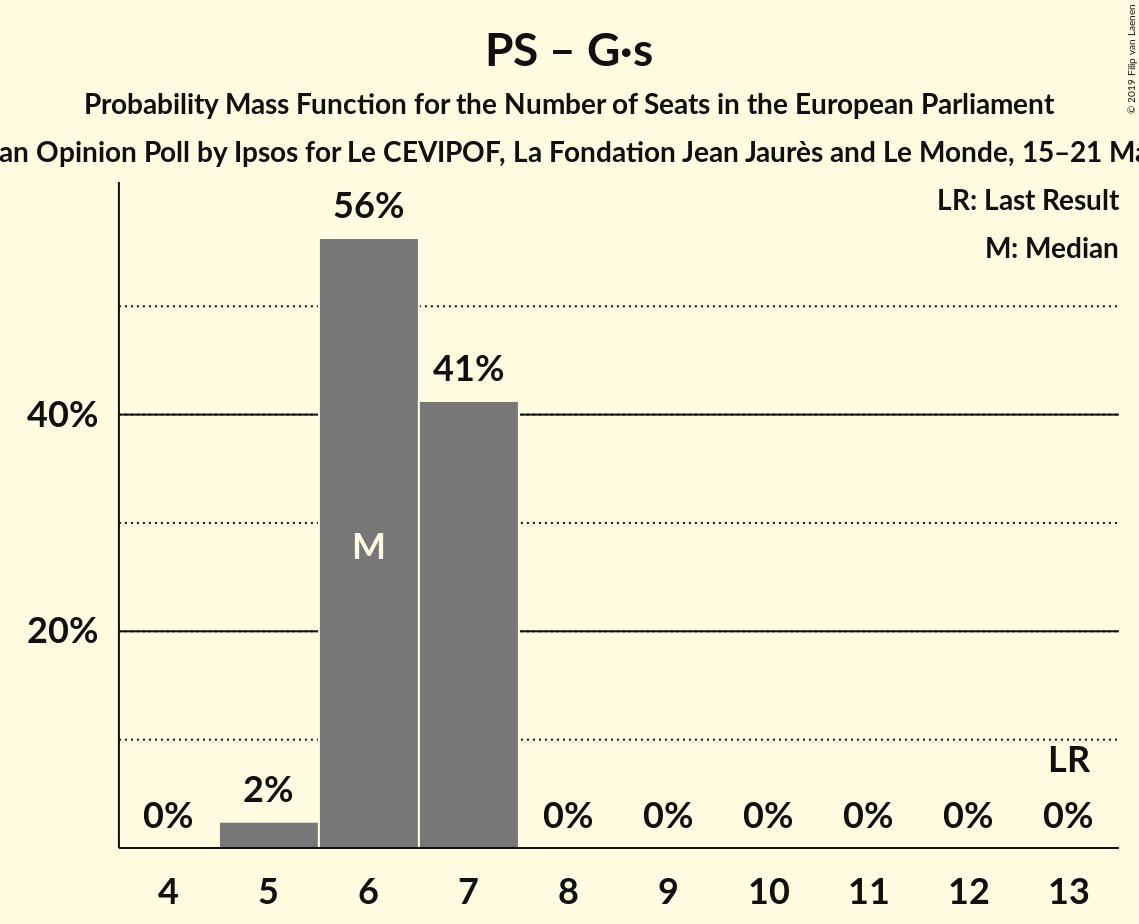 PS – G·s
Probability Mass Function for the Number of Seats in the European Parliament
an Opinion Poll by Ipsos for Le CEVIPOF, La Fondation Jean Jaurès and Le Monde, 15–21 Ma
© 2019 Filip van Laenen
LR: Last Result
M: Median
56%
41%
40%
M
20%
LR
2%
0% 0% 0% 0% 0% 0% 0%
4 5 6 7 8 9 10 11 12 13